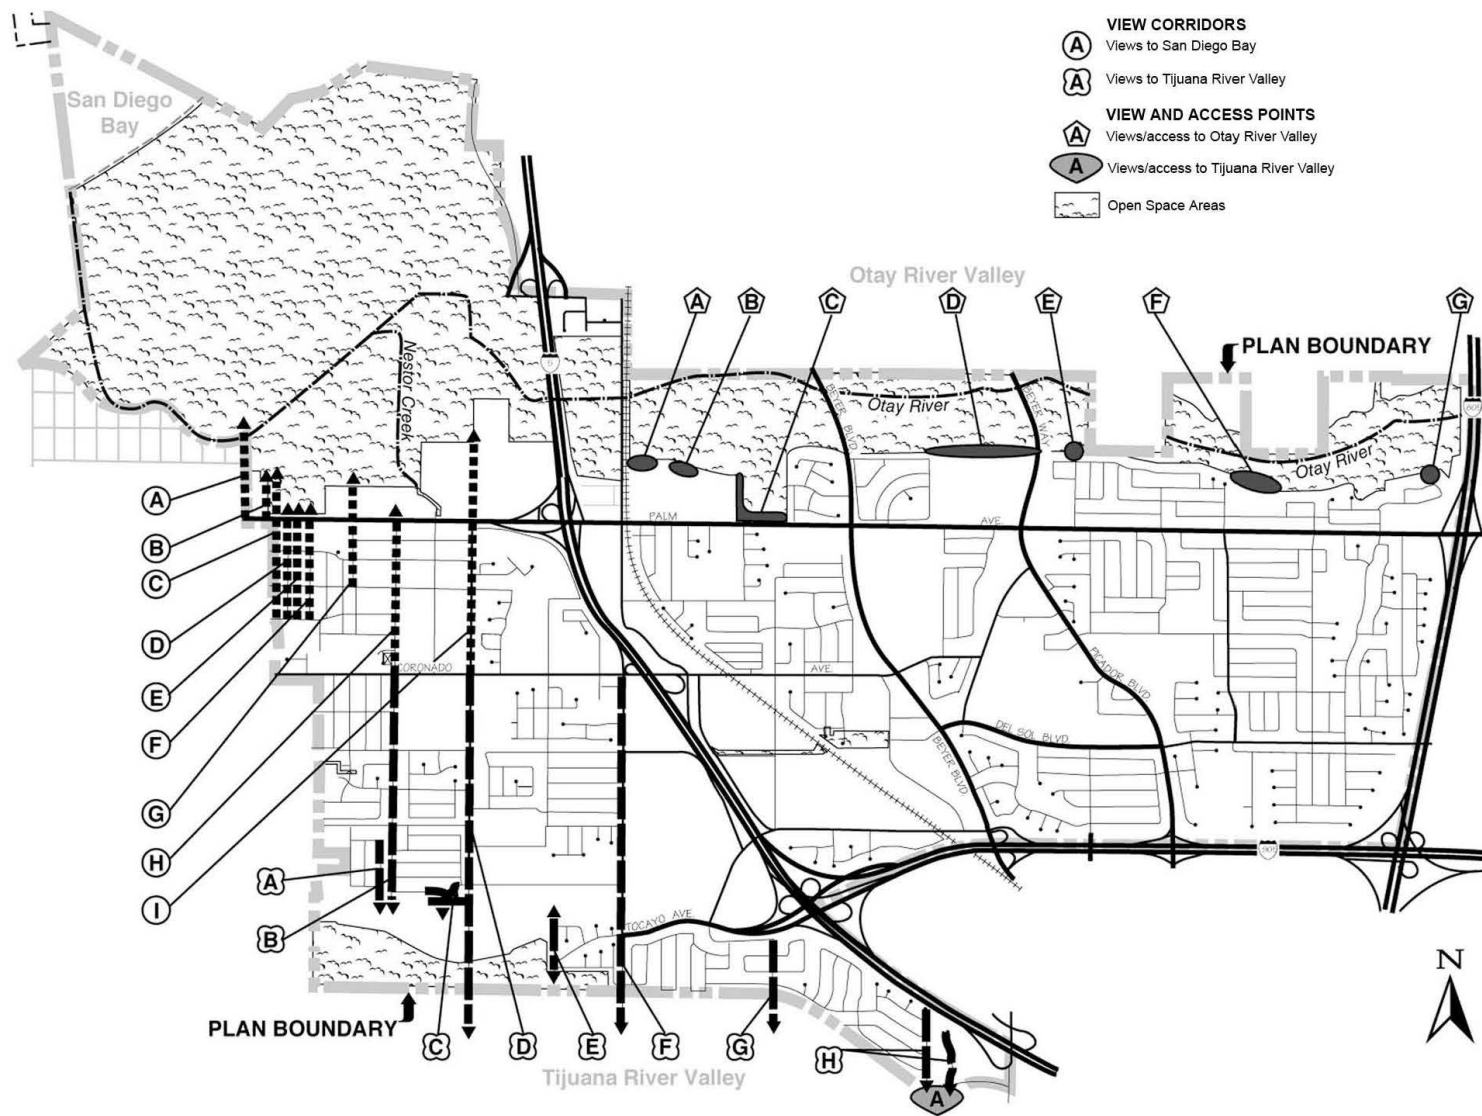 VIEW CORRIDORS
A Views to San Diego Bay
A Views to Tijuana River Valley
VIEW AND ACCESS POINTS
A Views/access to Otay River Valley
A Views/access to Tijuana River Valley
Open Space Areas
San Diego
Bay
Otay River Valley
A B C D E F G
PLAN BOUNDARY
5
Nestor Creek
BEYER BLVD.
Otay River
BEYER WAY
Otay River
805
A
B
C
D
E
F
G
H
I
PALM
AVE.
CORONADO
AVE.
PICADOR BLVD
DEL SOL BLVD
BEYER BLVD.
905
A
B
TOCAYO AVE.
N
PLAN BOUNDARY
C D E F G H
A
Tijuana River Valley